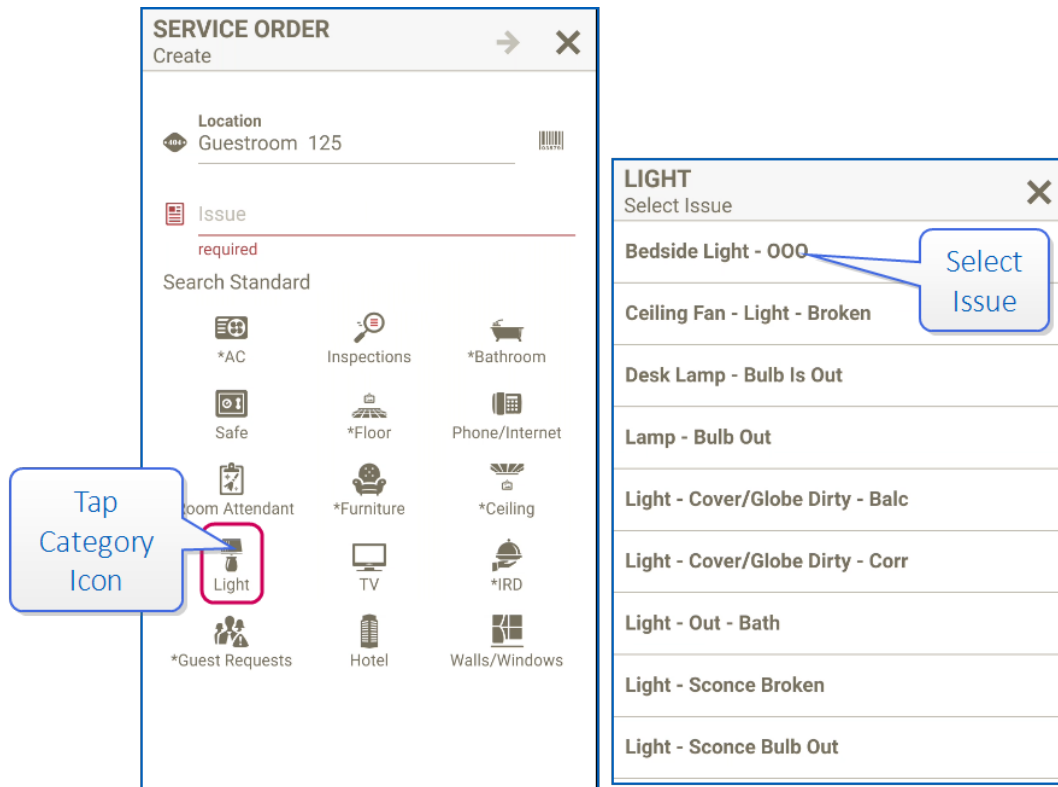 SERVICE ORDER
Create
Location
Guestroom 125
Issue
required
Search Standard
*AC
Inspections
*Bathroom
Safe
*Floor
Phone/Internet
oom Attendant
*Furniture
*Ceiling
Light
TV
*IRD
*Guest Requests
Hotel
Walls/Windows
Tap
Category
Icon
LIGHT
Select Issue
Bedside Light - OOO
Ceiling Fan - Light - Broken
Desk Lamp - Bulb Is Out
Lamp - Bulb Out
Light - Cover/Globe Dirty - Balc
Light - Cover/Globe Dirty - Corr
Light - Out - Bath
Light - Sconce Broken
Light - Sconce Bulb Out
Select
Issue